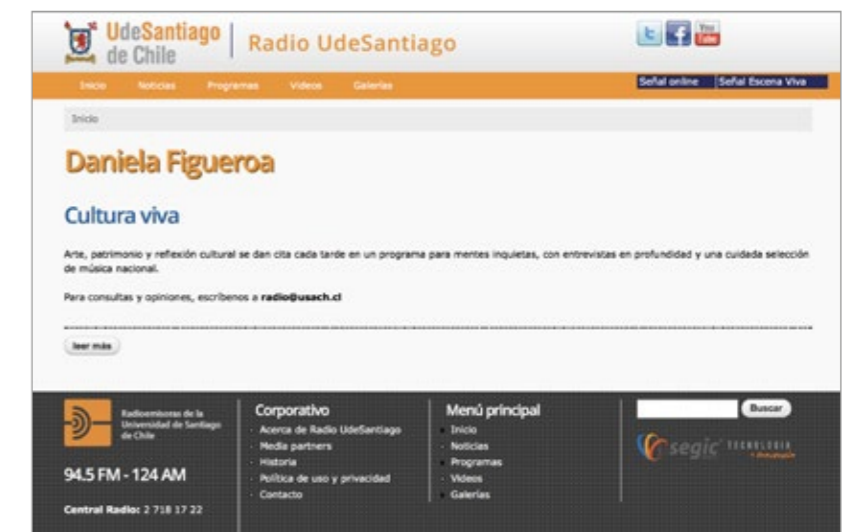 UdeSantiago
de Chile
Radio UdeSantiago
You
Tube
Inicio Noticias Programas Videos Galerías
Señal online Señal Escena Viva
Inicio
Daniela Figueroa
Cultura viva
Arte, patrimonio y reflexión cultural se dan cita cada tarde en un programa para mentes inquietas, con entrevistas en profundidad y una cuidada selección
de música nacional.
Para consultas y opiniones, escríbenos a radio@usach.cl
leer más
Radioemisoras de la
Universidad de Santiago
de Chile
94.5 FM - 124 AM
Central Radio: 2 718 17 22
Corporativo
Acerca de Radio UdeSantiago
Media partners
Historia
Política de uso y privacidad
Contacto
Menú principal
Inicio
Noticias
Programas
Videos
Galerías
Buscar
segic TECNOLOGIA